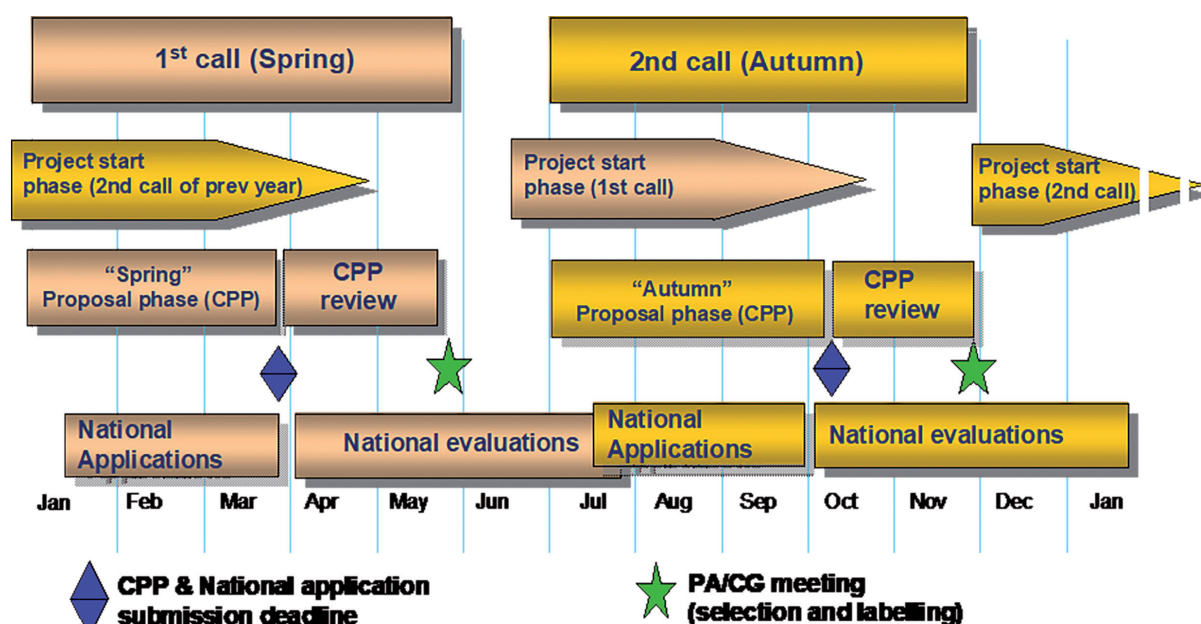 1st call (Spring)
2nd call (Autumn)
Project start
phase (2nd call of prev year)
Project start
phase (1st call)
Project start
phase (2nd call)
“Spring”
Proposal phase (CPP)
CPP
review
“Autumn”
Proposal phase (CPP)
CPP
review
National
Applications
National evaluations
National
Applications
National evaluations
Jan Feb Mar Apr May Jun Jul Aug Sep Oct Nov Dec Jan
CPP & National application
submission deadline
PA/CG meeting
(selection and labelling)